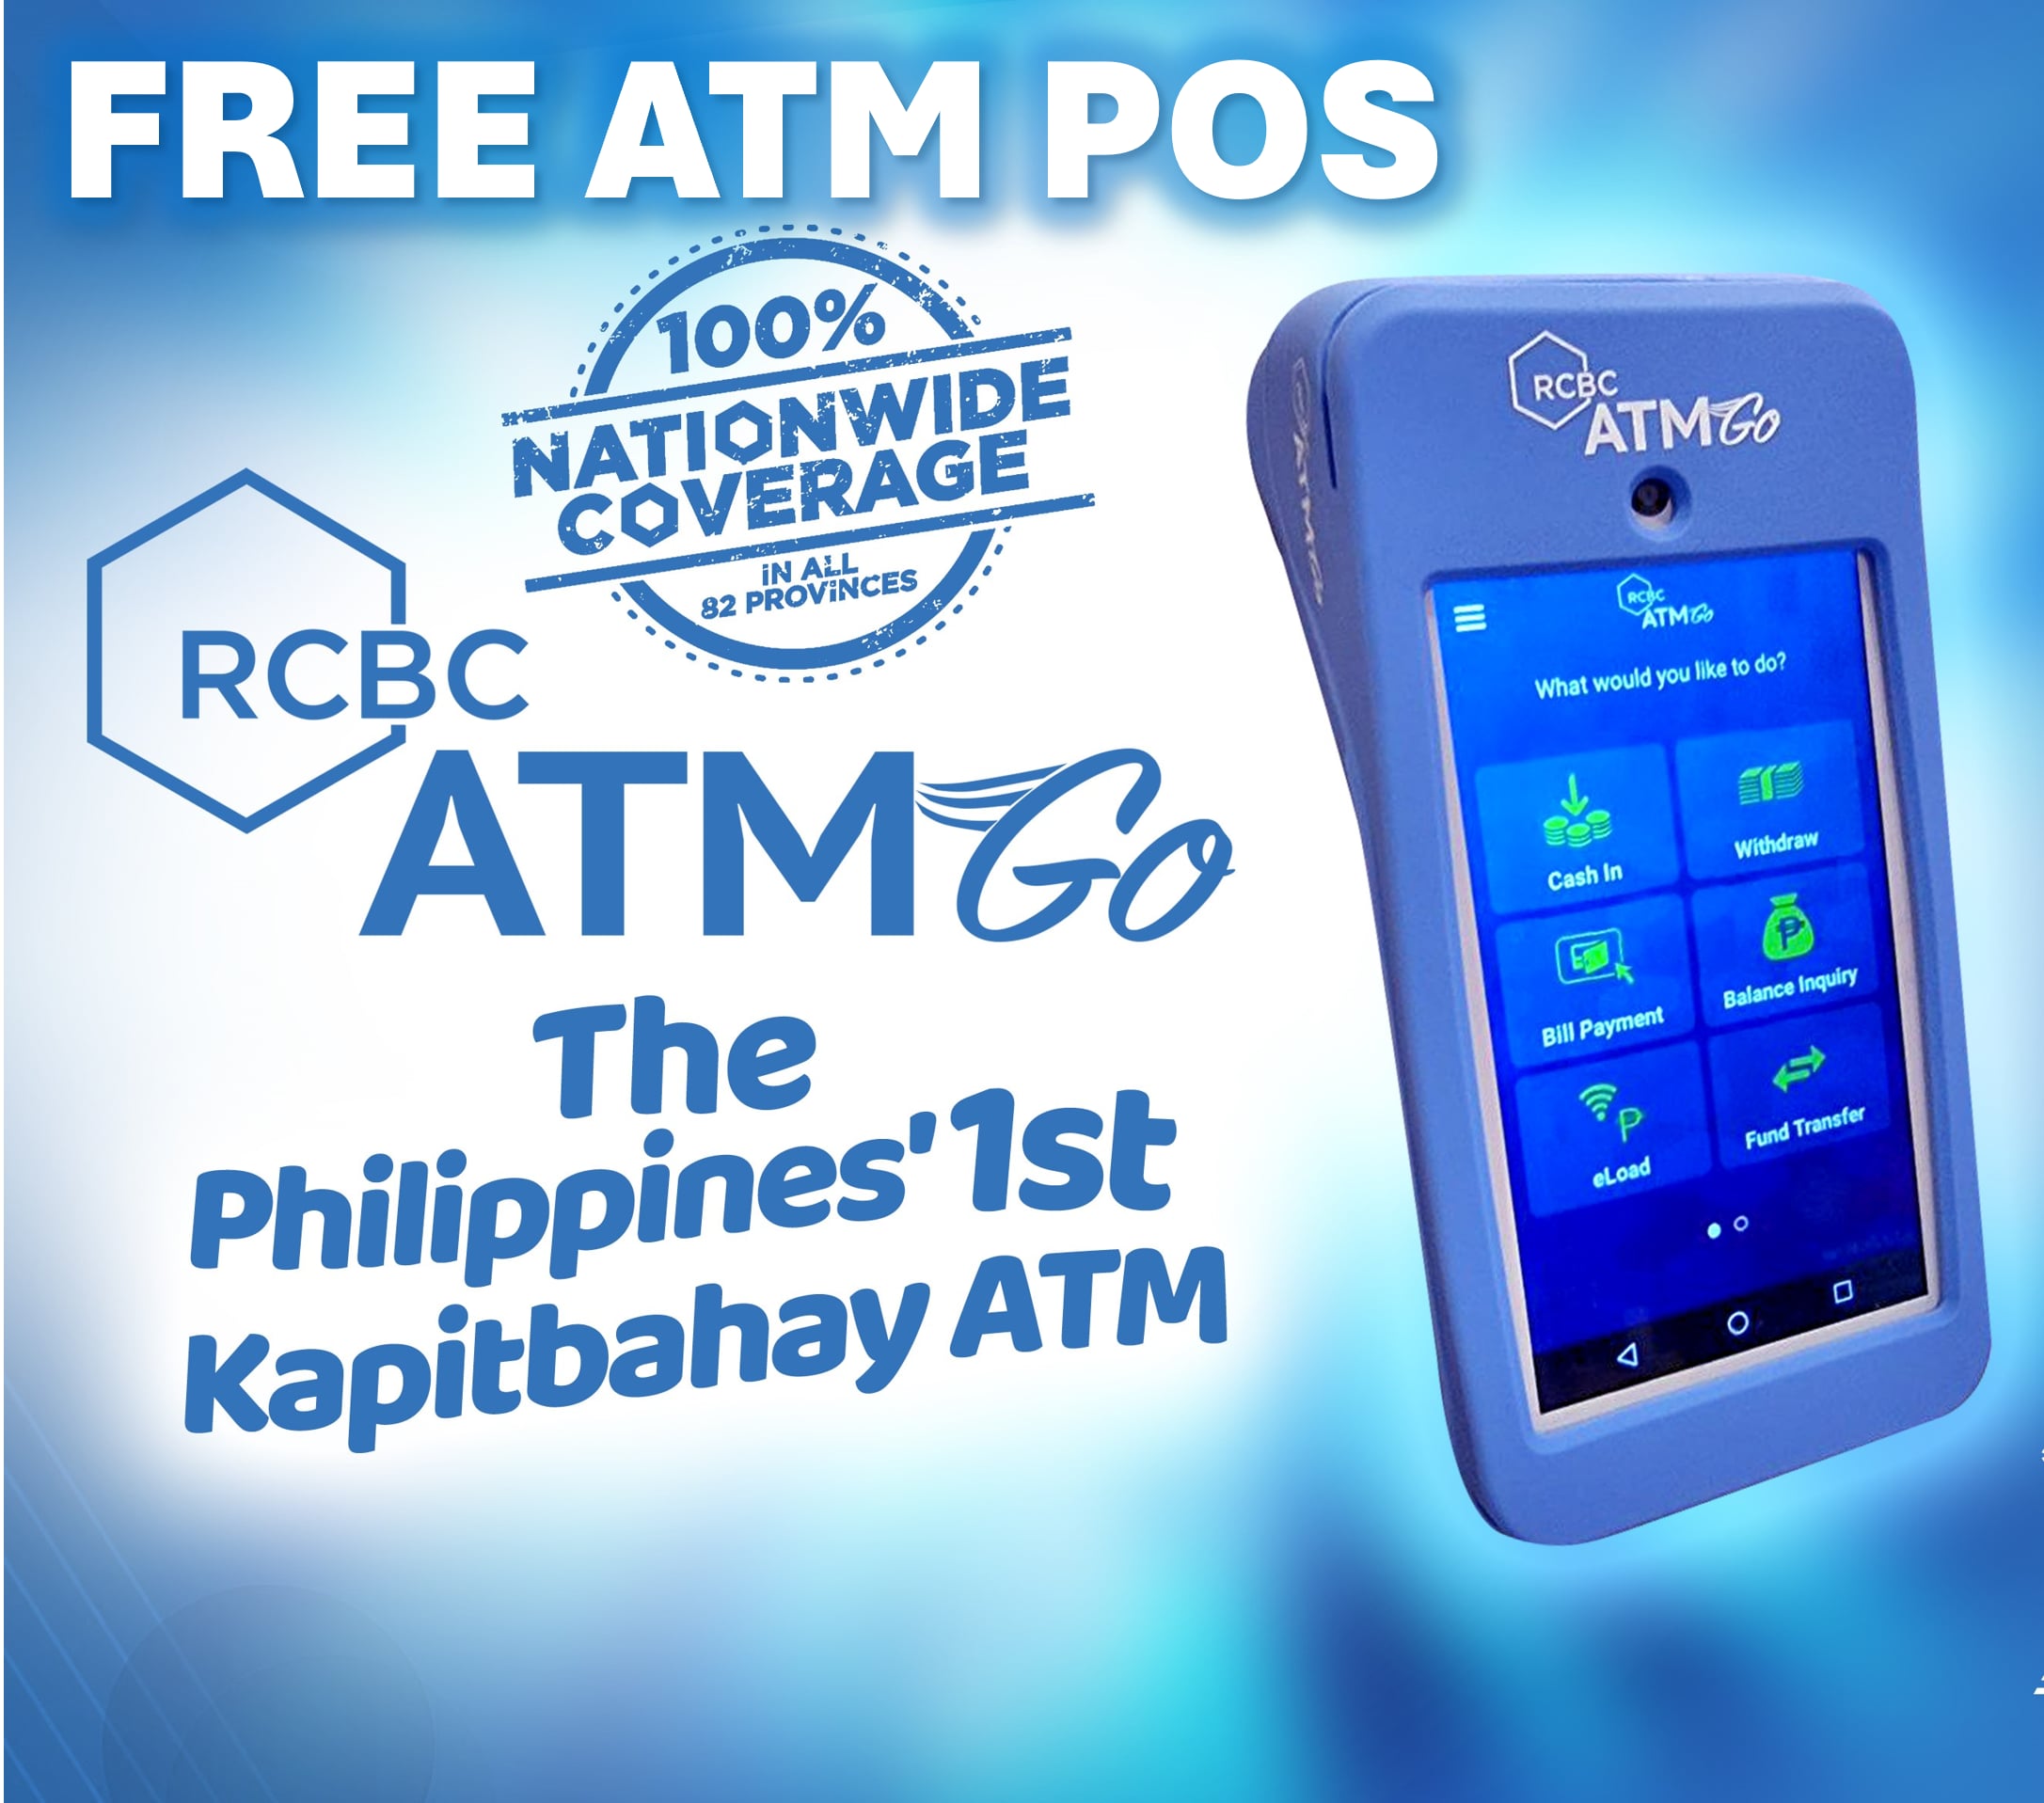 FREE ATM POS
100%
NATIONWIDE
COVERAGE
IN ALL
82 PROVINCES
RCBC
ATM Go
The
Philippines' 1st
Kapitbahay ATM
RCBC
ATM Go
RCBC
ATM Go
What would you like to do?
Cash In
Withdraw
Bill Payment
Balance Inquiry
eLoad
Fund Transfer